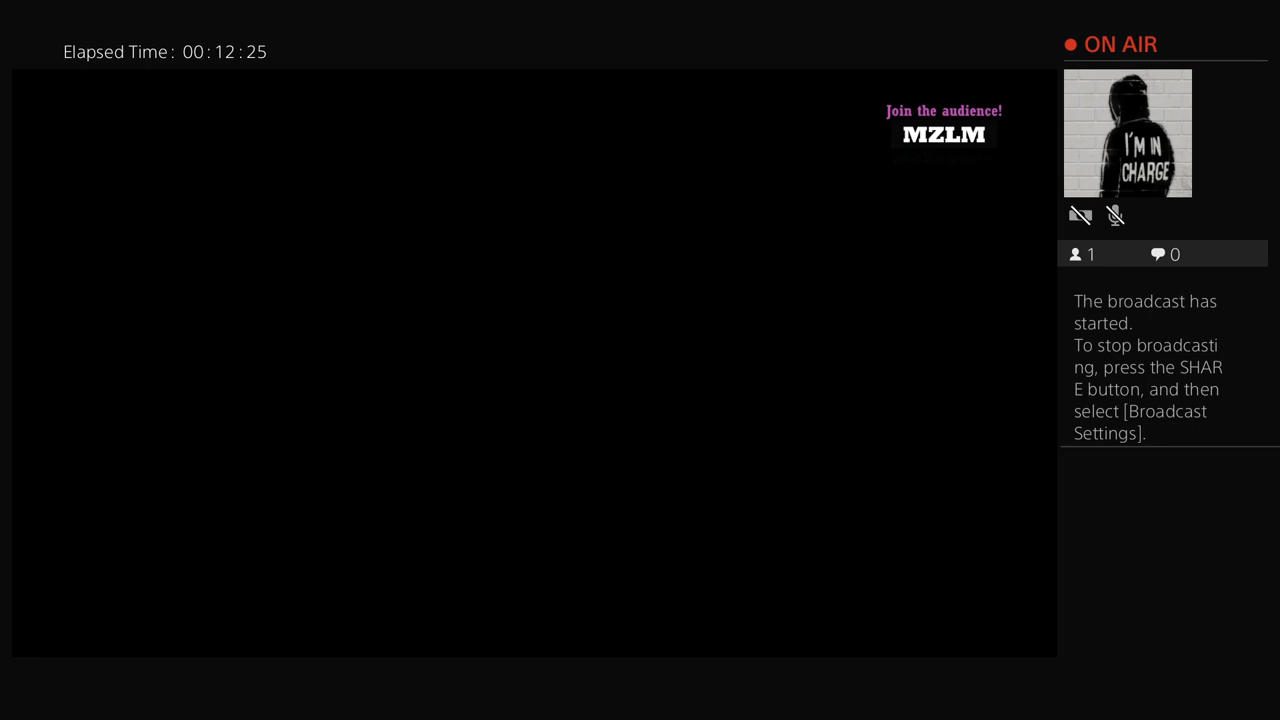 Elapsed Time: 00:12:25
ON AIR
Join the audience!
MZLM
I'M IN
CHARGE
1
0
The broadcast has
started.
To stop broadcasti
ng, press the SHAR
E button, and then
select [Broadcast
Settings].